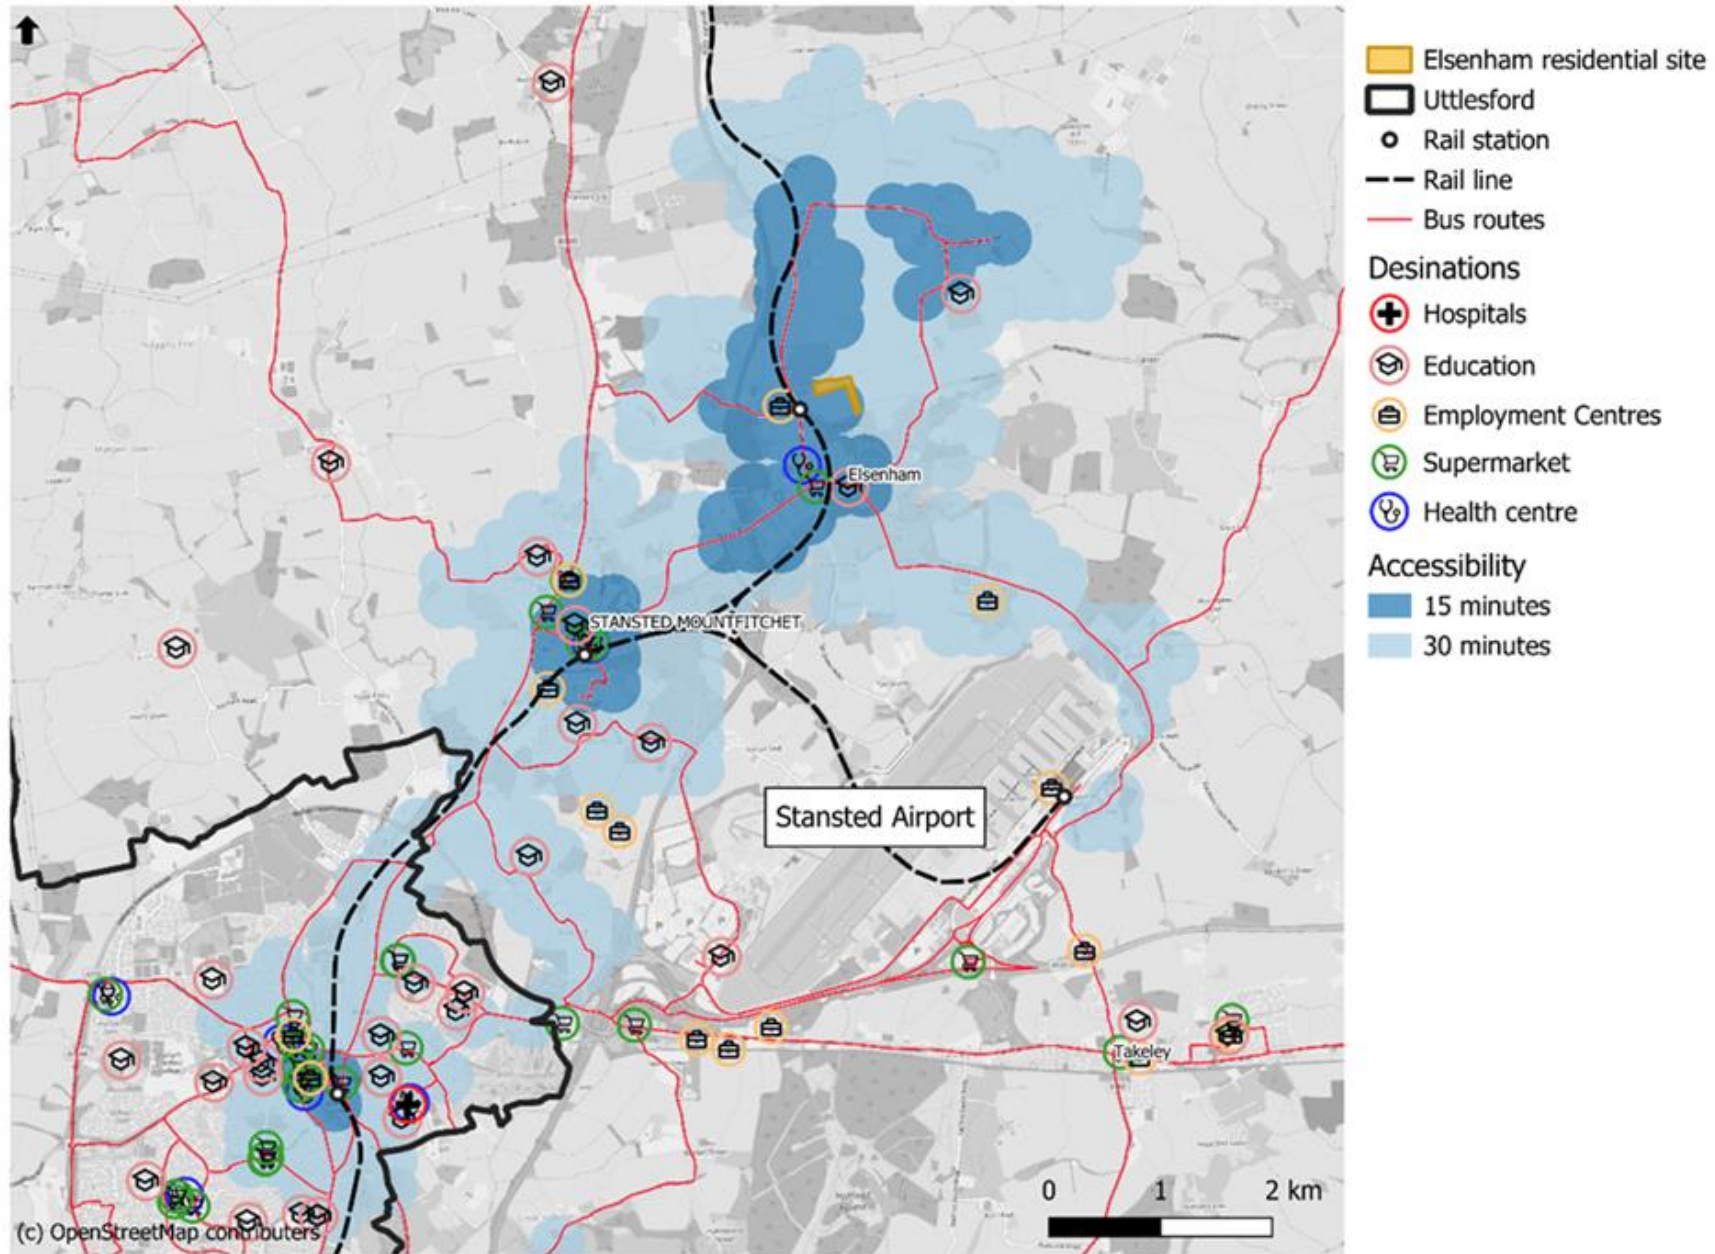 Elsenham residential site
Uttlesford
Rail station
Rail line
Bus routes
Desinations
Hospitals
Education
Employment Centres
Supermarket
Health centre
Accessibility
15 minutes
30 minutes
Elsenham
STANSTED MOUNTFITCHET
Stansted Airport
Takeley
0 1 2 km
(c) OpenStreetMap contributers